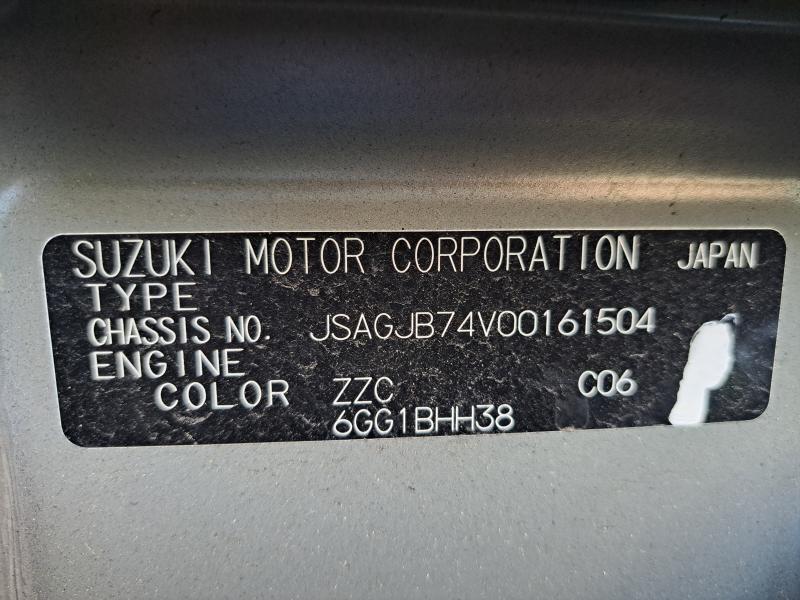 SUZUKI MOTOR CORPORATION JAPAN
TYPE
CHASSIS NO. JSAGJB74V00161504
ENGINE
COLOR ZZC C06
6GG1BHH38